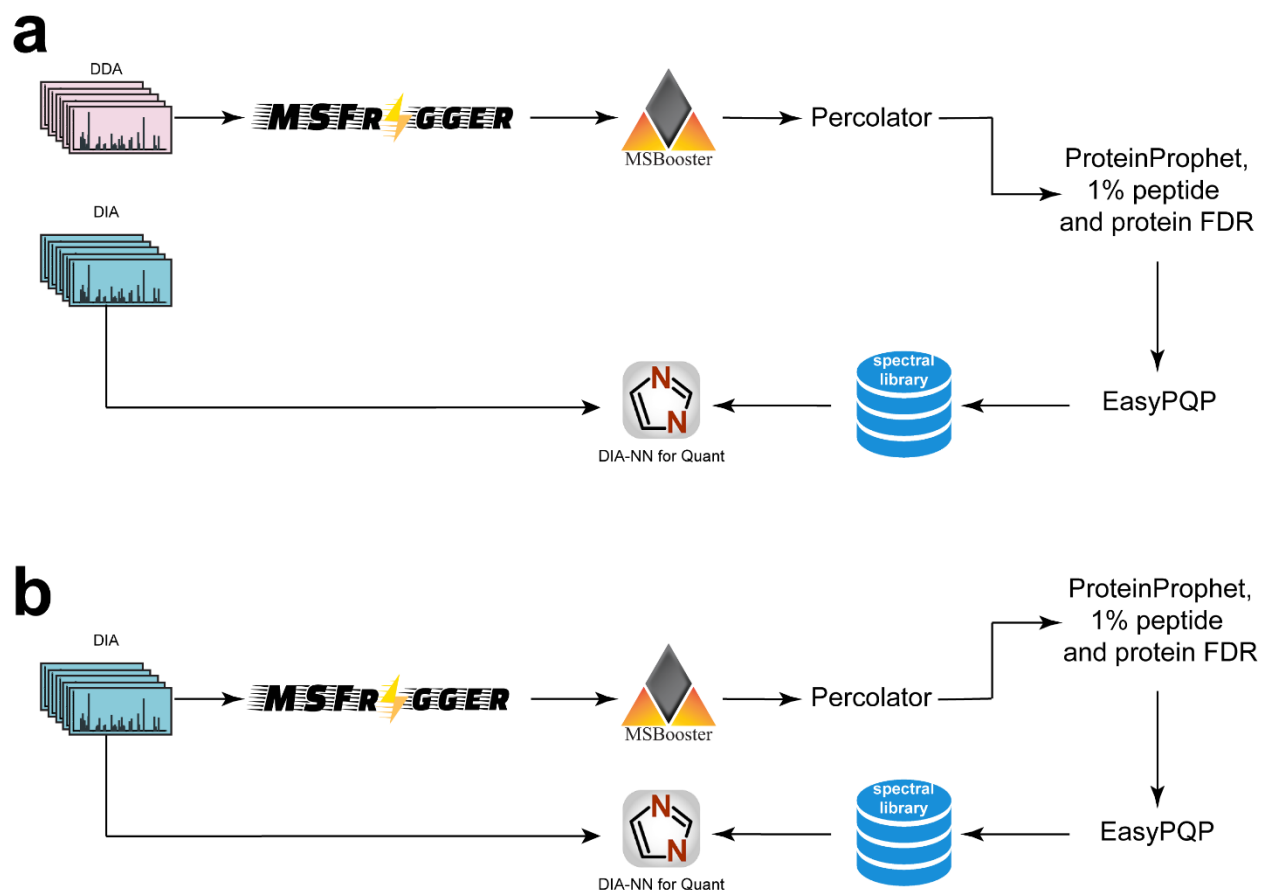 a
DDA
MSFRAGGER
MSBooster
Percolator
ProteinProphet,
1% peptide
and protein FDR
DIA
spectral
library
EasyPQP
N
N
DIA-NN for Quant
b
DIA
MSFRAGGER
MSBooster
Percolator
ProteinProphet,
1% peptide
and protein FDR
spectral
library
EasyPQP
N
N
DIA-NN for Quant